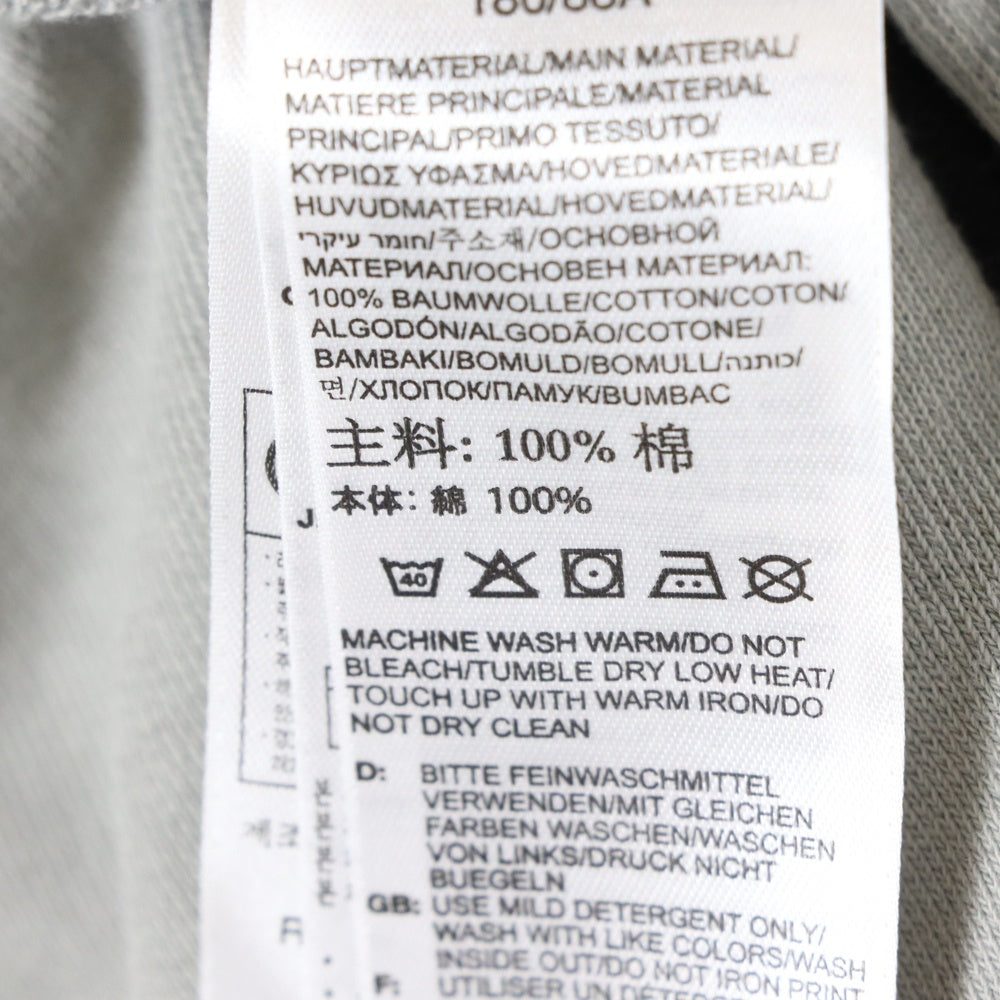 HAUPTMATERIAL/MAIN MATERIAL/
MATIERE PRINCIPALE/MATERIAL
PRINCIPAL/PRIMO TESSUTO/
ΚΥΡΙΩΣ ΥΦΑΣΜΑ/HOVEDMATERIALE/
HUVUDMATERIAL/HOVEDMATERIAL/
חומר עיקרי/주소재/ОСНОВНОЙ
МАТЕРИАЛ/ОСНОВЕН МАТЕРИАЛ:
100% BAUMWOLLE/COTTON/COTON/
ALGODÓN/ALGODÃO/COTONE/
BAMBAKI/BOMULD/BOMULL/כותנה/
면/ХЛОПОК/ПАМУК/BUMBAC
主料: 100% 棉
本体: 綿 100%
40
MACHINE WASH WARM/DO NOT
BLEACH/TUMBLE DRY LOW HEAT/
TOUCH UP WITH WARM IRON/DO
NOT DRY CLEAN
D: BITTE FEINWASCHMITTEL
VERWENDEN/MIT GLEICHEN
FARBEN WASCHEN/WASCHEN
VON LINKS/DRUCK NICHT
BUEGELN
GB: USE MILD DETERGENT ONLY/
WASH WITH LIKE COLORS/WASH
INSIDE OUT/DO NOT IRON PRINT
F: UTILISER UN